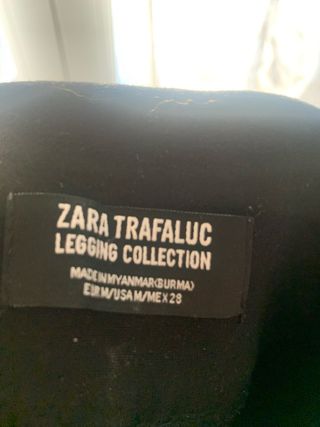 ZARA TRAFALUC
LEGGING COLLECTION
MADE IN MYANMAR(BURMA)
EUR M/USA M/MEX 28